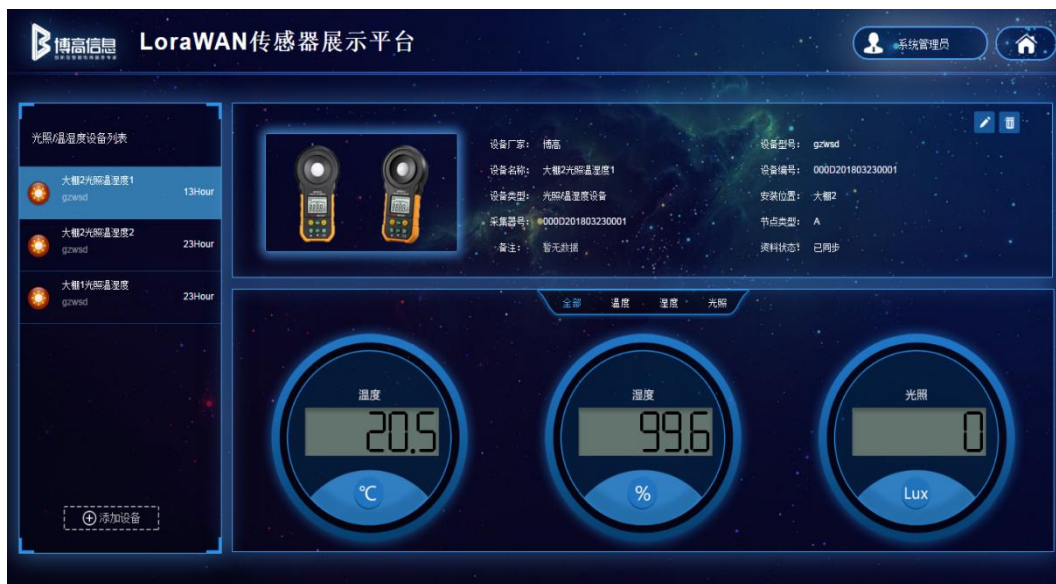 博高信息
LoraWAN传感器展示平台
系统管理员
光照/温湿度设备列表
大棚2光照温湿度1
gzwsd
13Hour
大棚2光照温湿度2
gzwsd
23Hour
大棚1光照温湿度
gzwsd
23Hour
添加设备
设备厂家： 博高
设备型号： gzwsd
设备名称： 大棚2光照温湿度1
设备编号： 000D201803230001
设备类型： 光照/温湿度设备
安装位置： 大棚2
采集器号： 000D201803230001
节点类型： A
备注： 暂无数据
资料状态： 已同步
全部 温度 湿度 光照
温度
20.5
℃
湿度
99.6
%
光照
0
Lux